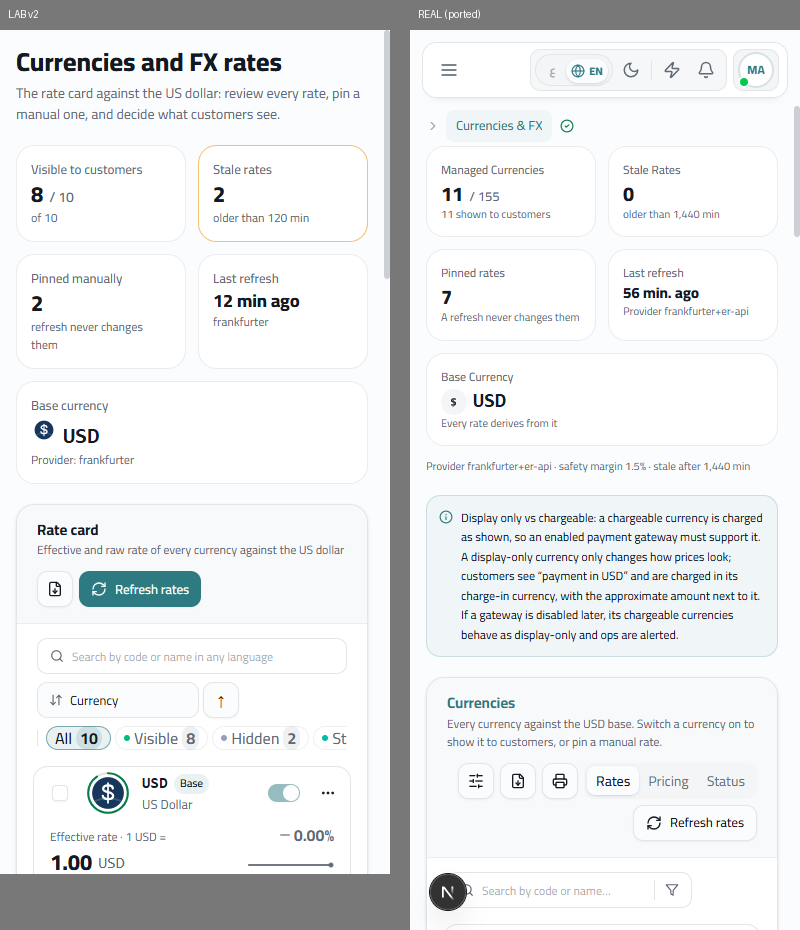 LAB v2
Currencies and FX rates
The rate card against the US dollar: review every rate, pin a
manual one, and decide what customers see.
Visible to customers
8 / 10
of 10
Stale rates
2
older than 120 min
Pinned manually
2
refresh never changes
them
Last refresh
12 min ago
frankfurter
Base currency
$ USD
Provider: frankfurter
Rate card
Effective and raw rate of every currency against the US dollar
Refresh rates
Search by code or name in any language
Currency
↑
All 10
Visible 8
Hidden 2
St
$ USD Base
US Dollar
Effective rate · 1 USD =
— 0.00%
1.00 USD
REAL (ported)
ع
EN
MA
Currencies & FX
Managed Currencies
11 / 155
11 shown to customers
Stale Rates
0
older than 1,440 min
Pinned rates
7
A refresh never changes them
Last refresh
56 min. ago
Provider frankfurter+er-api
Base Currency
$ USD
Every rate derives from it
Provider frankfurter+er-api · safety margin 1.5% · stale after 1,440 min
Display only vs chargeable: a chargeable currency is charged
as shown, so an enabled payment gateway must support it.
A display-only currency only changes how prices look;
customers see “payment in USD” and are charged in its
charge-in currency, with the approximate amount next to it.
If a gateway is disabled later, its chargeable currencies
behave as display-only and ops are alerted.
Currencies
Every currency against the USD base. Switch a currency on to
show it to customers, or pin a manual rate.
Rates
Pricing
Status
Refresh rates
N
Search by code or name...